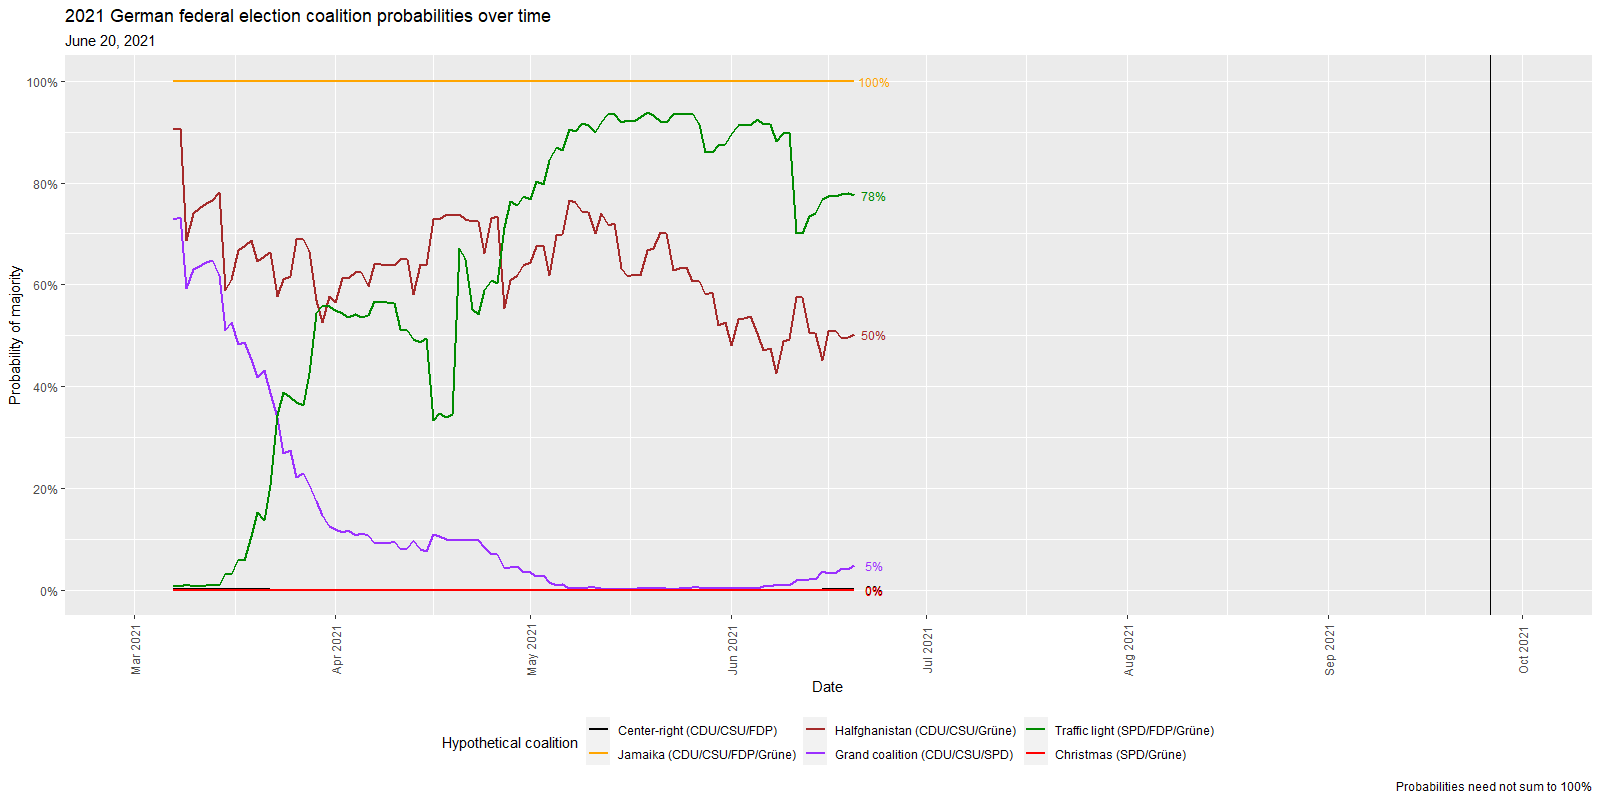 2021 German federal election coalition probabilities over time
June 20, 2021
Probability of majority
100%
80%
60%
40%
20%
0%
100%
78%
50%
5%
0%
Mar 2021
Apr 2021
May 2021
Jun 2021
Jul 2021
Aug 2021
Sep 2021
Oct 2021
Date
Hypothetical coalition
Center-right (CDU/CSU/FDP)
Halfghanistan (CDU/CSU/Grüne)
Traffic light (SPD/FDP/Grüne)
Jamaika (CDU/CSU/FDP/Grüne)
Grand coalition (CDU/CSU/SPD)
Christmas (SPD/Grüne)
Probabilities need not sum to 100%